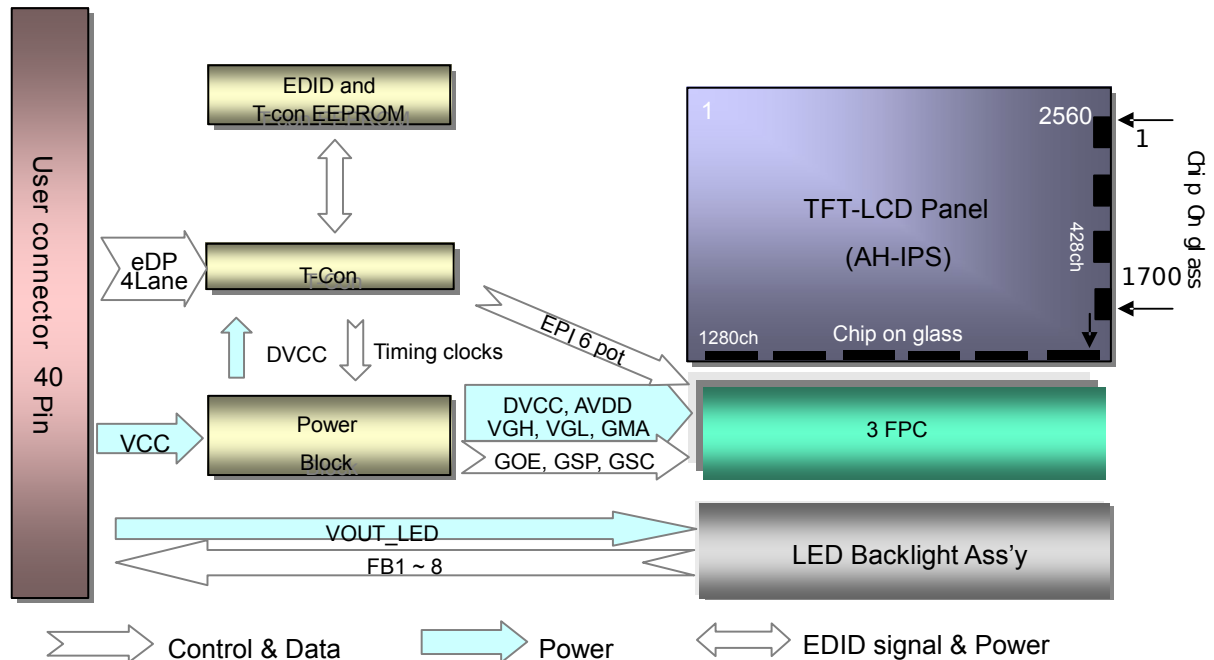 User connector 40 Pin
EDID and
T-con EEPROM
eDP
4Lane
T-Con
DVCC
Timing clocks
EPI 6 pot
VCC
Power
Block
DVCC, AVDD
VGH, VGL, GMA
GOE, GSP, GSC
1
2560
TFT-LCD Panel
(AH-IPS)
428ch
1280ch
Chip on glass
1
1700
Chip On glass
3 FPC
VOUT_LED
FB1 ~ 8
LED Backlight Ass'y
Control & Data
Power
EDID signal & Power